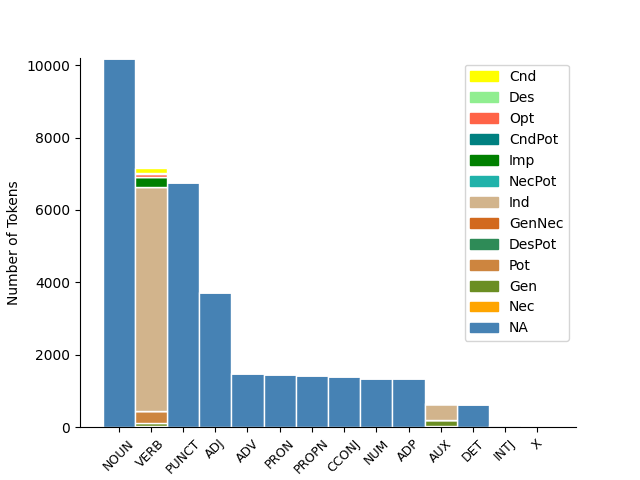 10000
8000
6000
4000
2000
0
Number of Tokens
NOUN
VERB
PUNCT
ADJ
ADV
PRON
PROPN
CCONJ
NUM
ADP
AUX
DET
INTJ
X
Cnd
Des
Opt
CndPot
Imp
NecPot
Ind
GenNec
DesPot
Pot
Gen
Nec
NA